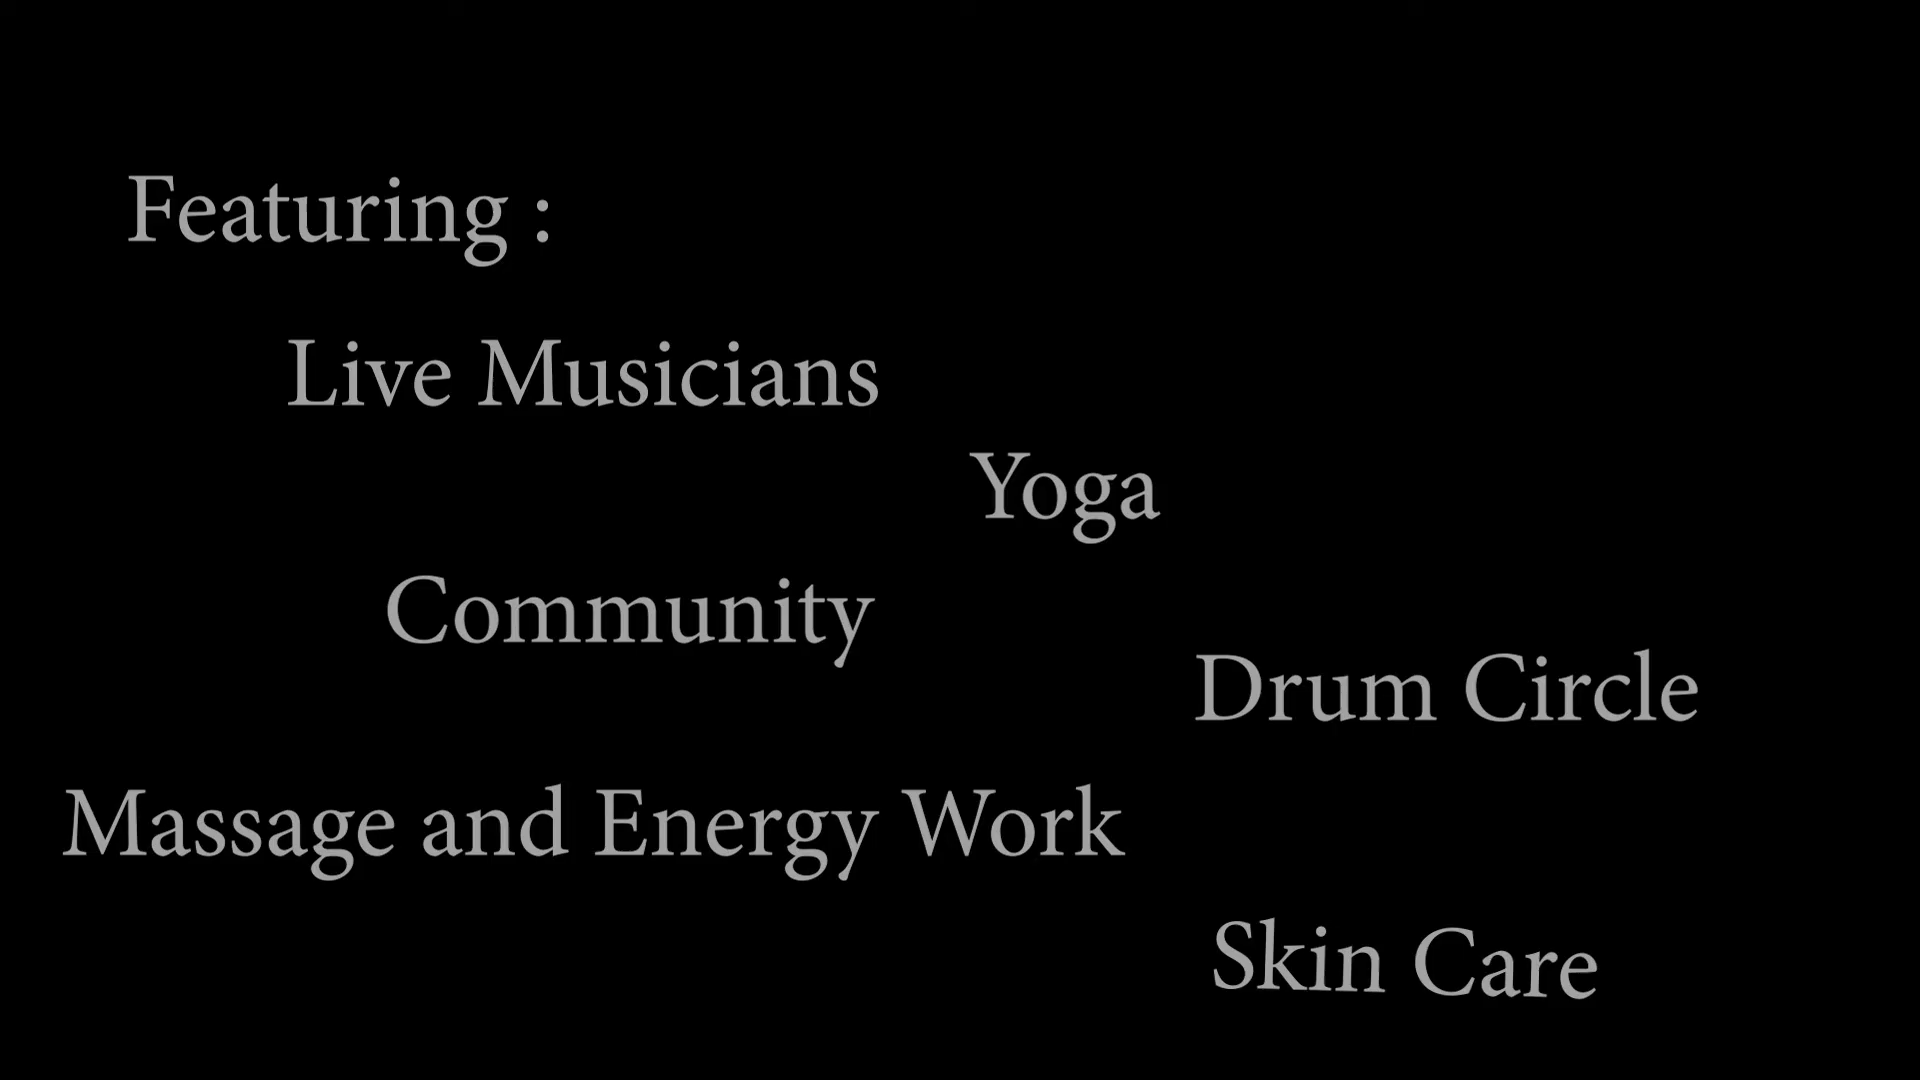 Featuring :
Live Musicians
Yoga
Community
Drum Circle
Massage and Energy Work
Skin Care